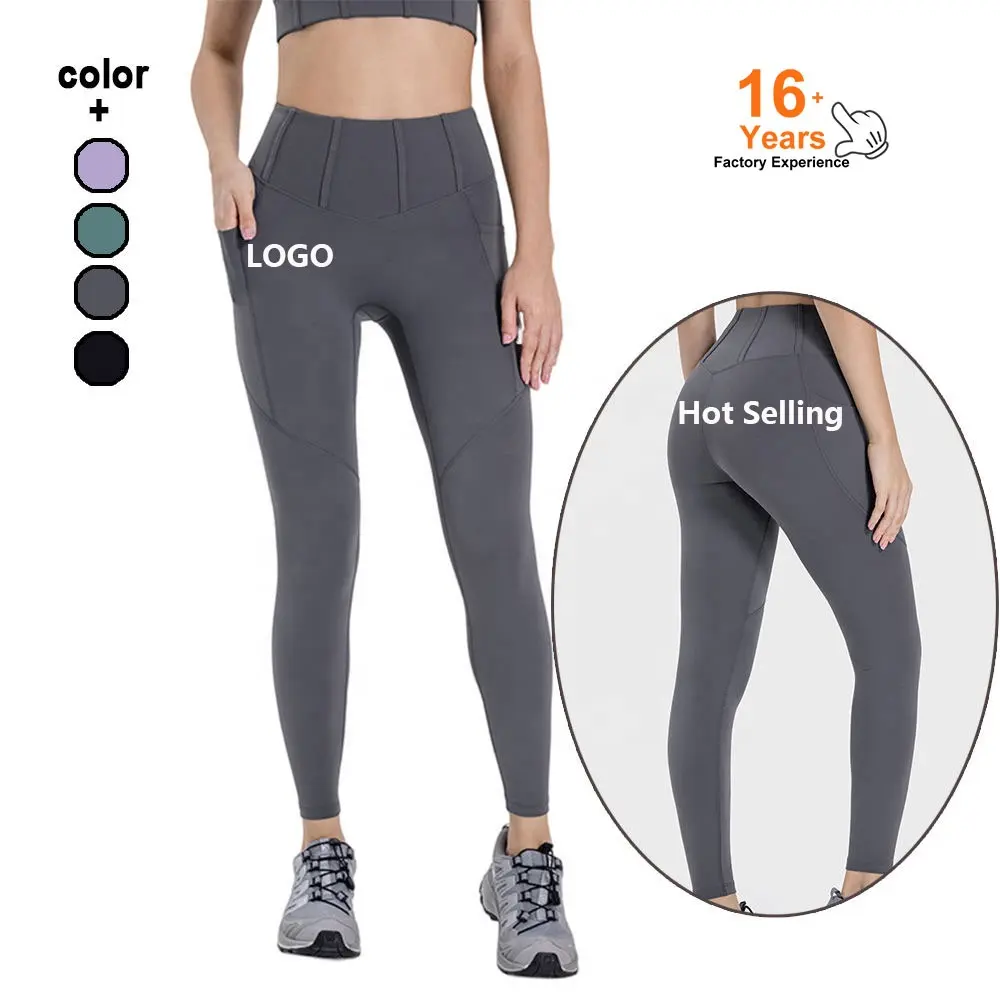 color
+
16+
Years
Factory Experience
LOGO
Hot Selling